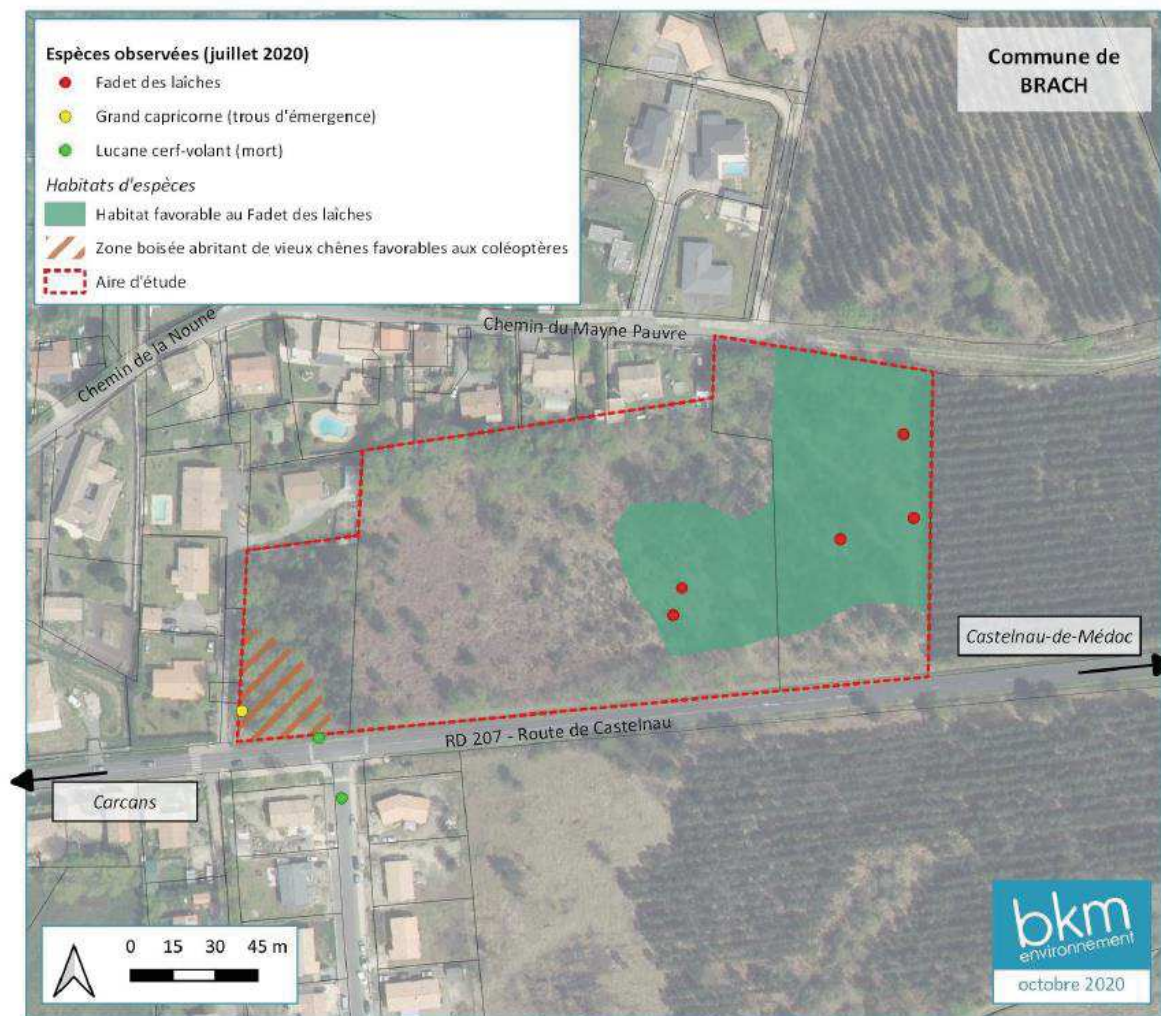 Espèces observées (juillet 2020)
Fadet des laîches
Grand capricorne (trous d'émergence)
Lucane cerf-volant (mort)
Habitats d'espèces
Habitat favorable au Fadet des laîches
Zone boisée abritant de vieux chênes favorables aux coléoptères
Aire d'étude
Commune de
BRACH
Chemin de la Noune
Chemin du Mayne Pauvre
Castelnau-de-Médoc
RD 207 - Route de Castelnau
Carcans
0 15 30 45 m
bkm
environnement
octobre 2020